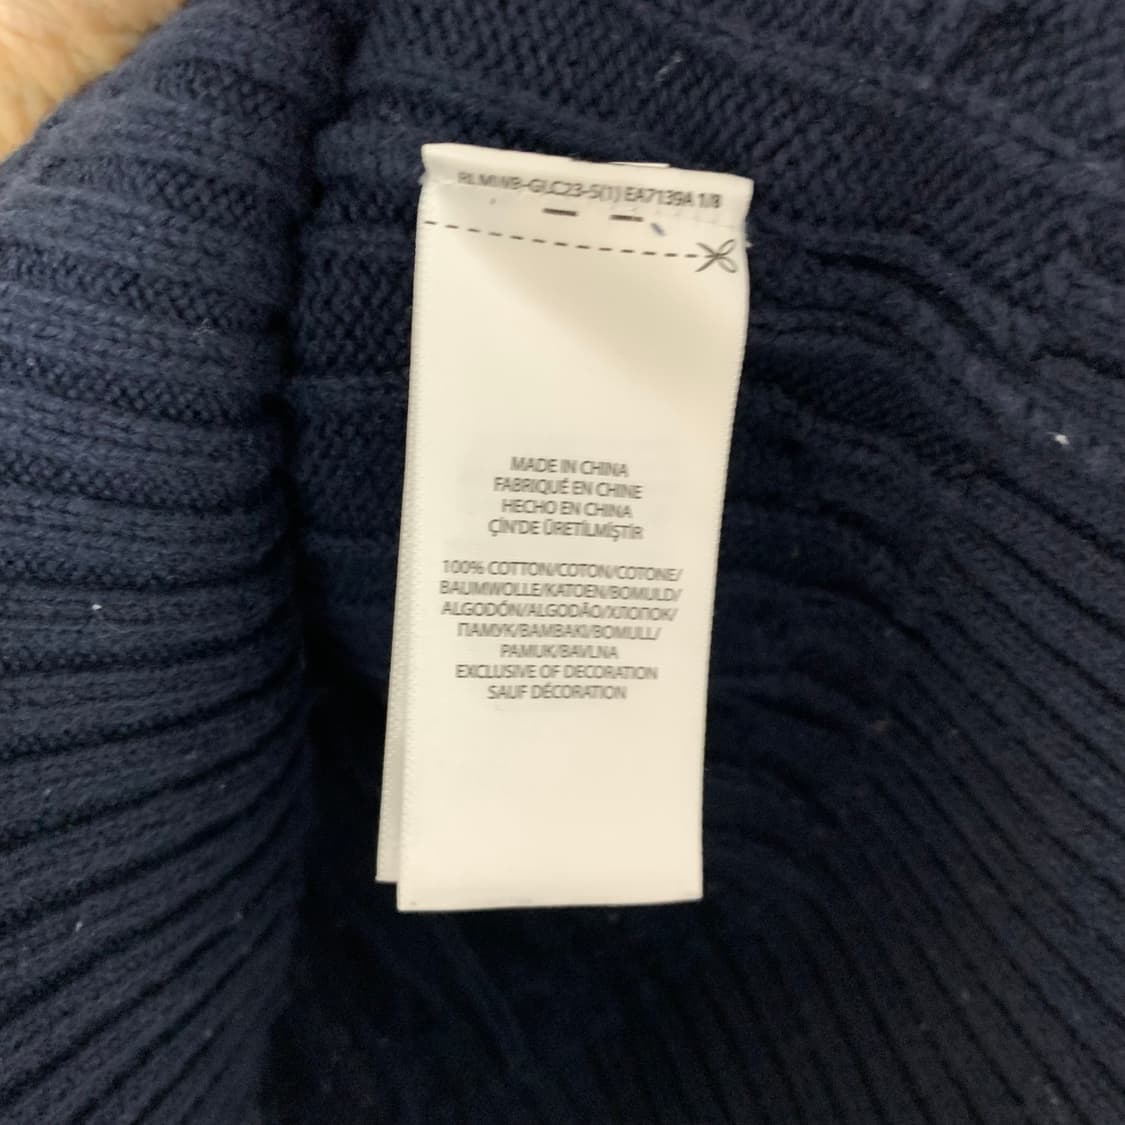 RLMWB-GLC23-5(1) EA7139A 1/8
MADE IN CHINA
FABRIQUÉ EN CHINE
HECHO EN CHINA
ÇİN'DE ÜRETİLMİŞTİR
100% COTTON/COTON/COTONE/
BAUMWOLLE/KATOEN/BOMULD/
ALGODÓN/ALGODÃO/ХЛОПОК/
ПАМУК/BAMBAKI/BOMULL/
PAMUK/BAVLNA
EXCLUSIVE OF DECORATION
SAUF DÉCORATION